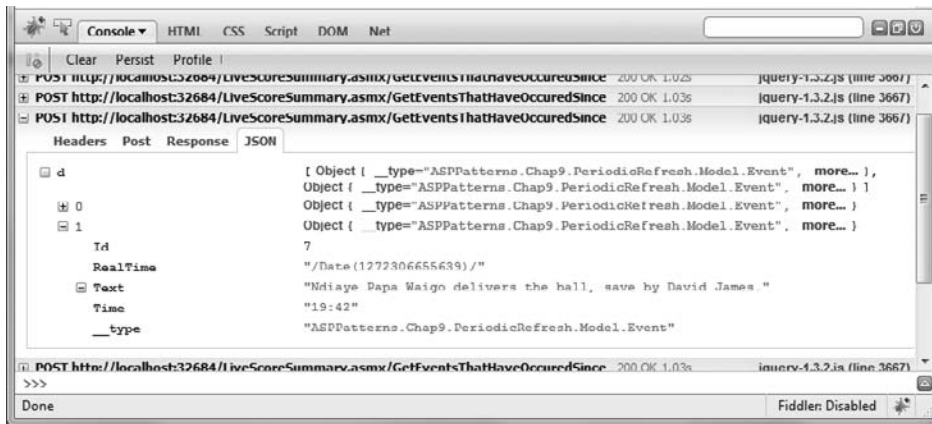 Console HTML CSS Script DOM Net
Clear Persist Profile
POST http://localhost:32684/LiveScoreSummary.asmx/GetEventsThatHaveOccuredSince 200 OK 1.02s jquery-1.3.2.js (line 3667)
POST http://localhost:32684/LiveScoreSummary.asmx/GetEventsThatHaveOccuredSince 200 OK 1.03s jquery-1.3.2.js (line 3667)
POST http://localhost:32684/LiveScoreSummary.asmx/GetEventsThatHaveOccuredSince 200 OK 1.03s jquery-1.3.2.js (line 3667)
Headers Post Response JSON
d [ Object { __type="ASPPatterns.Chap9.PeriodicRefresh.Model.Event", more... },
Object { __type="ASPPatterns.Chap9.PeriodicRefresh.Model.Event", more... } ]
0 Object { __type="ASPPatterns.Chap9.PeriodicRefresh.Model.Event", more... }
1 Object { __type="ASPPatterns.Chap9.PeriodicRefresh.Model.Event", more... }
Id 7
RealTime "/Date(1272306655639)/"
Text "Ndiaye Papa Waigo delivers the ball, save by David James."
Time "19:42"
__type "ASPPatterns.Chap9.PeriodicRefresh.Model.Event"
POST http://localhost:32684/LiveScoreSummary.asmx/GetEventsThatHaveOccuredSince 200 OK 1.03s jquery-1.3.2.js (line 3667)
>>>
Done Fiddler: Disabled